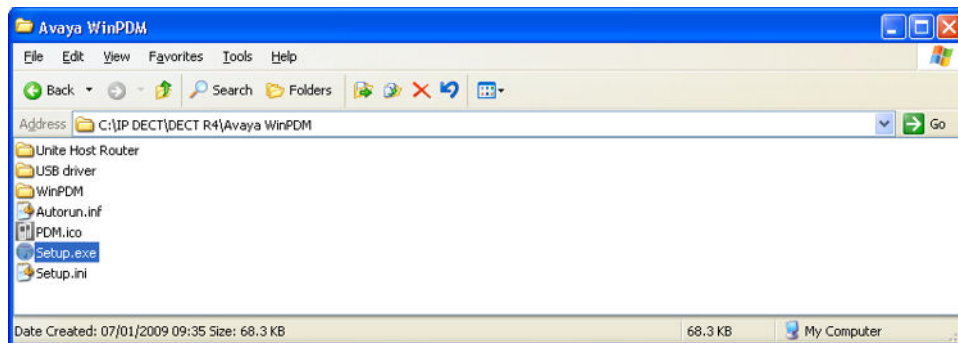 Avaya WinPDM
File Edit View Favorites Tools Help
Back Search Folders
Address C:\IP DECT\DECT R4\Avaya WinPDM Go
Unite Host Router
USB driver
WinPDM
Autorun.inf
PDM.ico
Setup.exe
Setup.ini
Date Created: 07/01/2009 09:35 Size: 68.3 KB 68.3 KB My Computer